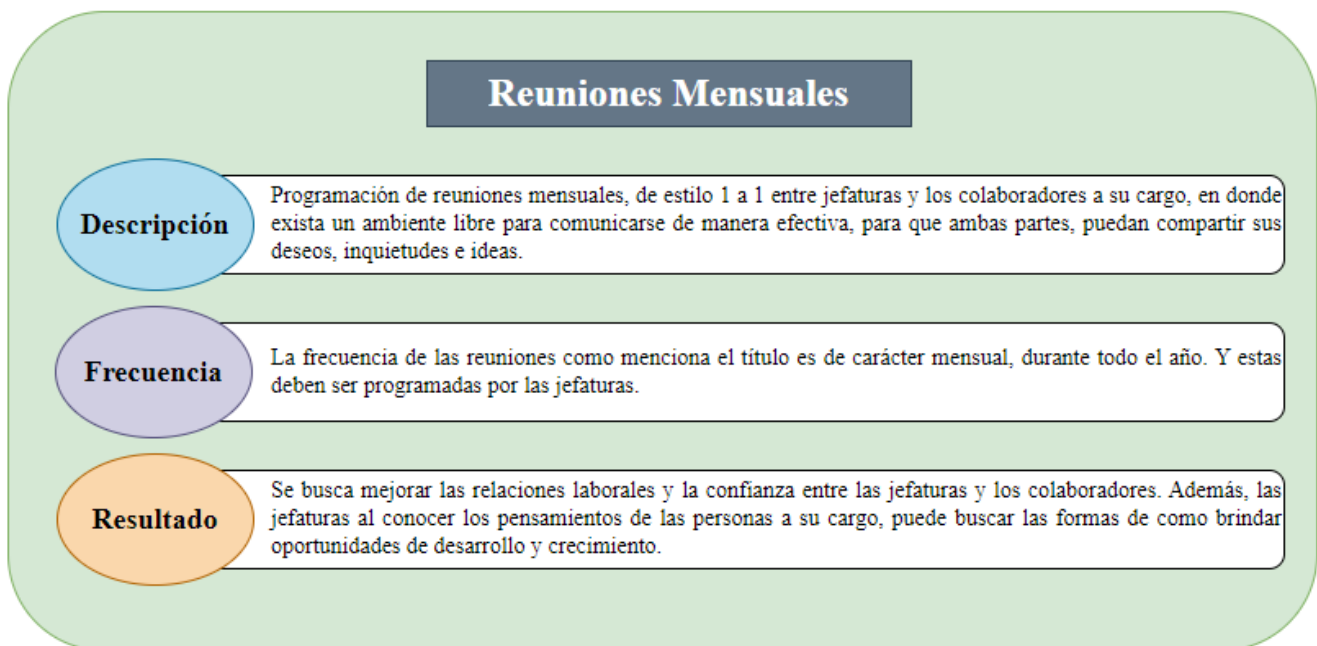 Reuniones Mensuales
Descripción
Programación de reuniones mensuales, de estilo 1 a 1 entre jefaturas y los colaboradores a su cargo, en donde
exista un ambiente libre para comunicarse de manera efectiva, para que ambas partes, puedan compartir sus
deseos, inquietudes e ideas.
Frecuencia
La frecuencia de las reuniones como menciona el título es de carácter mensual, durante todo el año. Y estas
deben ser programadas por las jefaturas.
Resultado
Se busca mejorar las relaciones laborales y la confianza entre las jefaturas y los colaboradores. Además, las
jefaturas al conocer los pensamientos de las personas a su cargo, puede buscar las formas de como brindar
oportunidades de desarrollo y crecimiento.